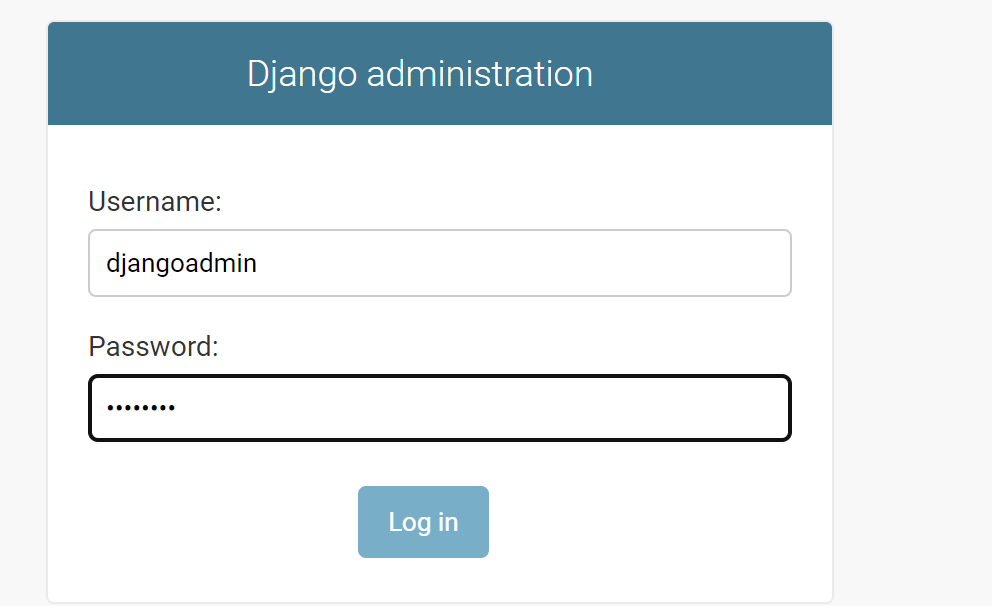 Django administration
Username:
djangoadmin
Password:
••••••••
Log in